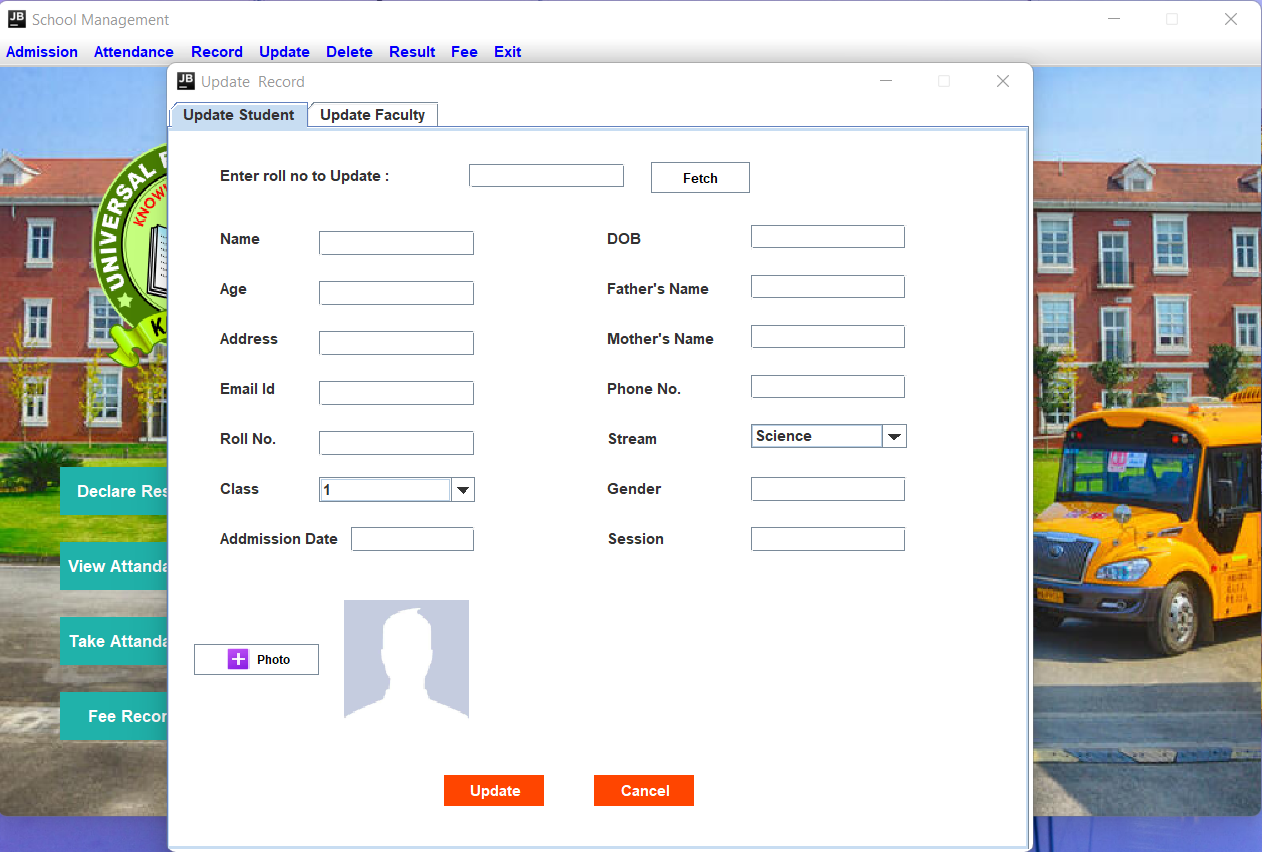 JB School Management
Admission Attendance Record Update Delete Result Fee Exit
JB Update Record
Update Student Update Faculty
Enter roll no to Update : Fetch
Name DOB
Age Father's Name
Address Mother's Name
Email Id Phone No.
Roll No. Stream Science
Class 1 Gender
Addmission Date Session
Photo
Update Cancel
UNIVERSAL
KNOW
K
Declare Res
View Attanda
Take Attanda
Fee Recor